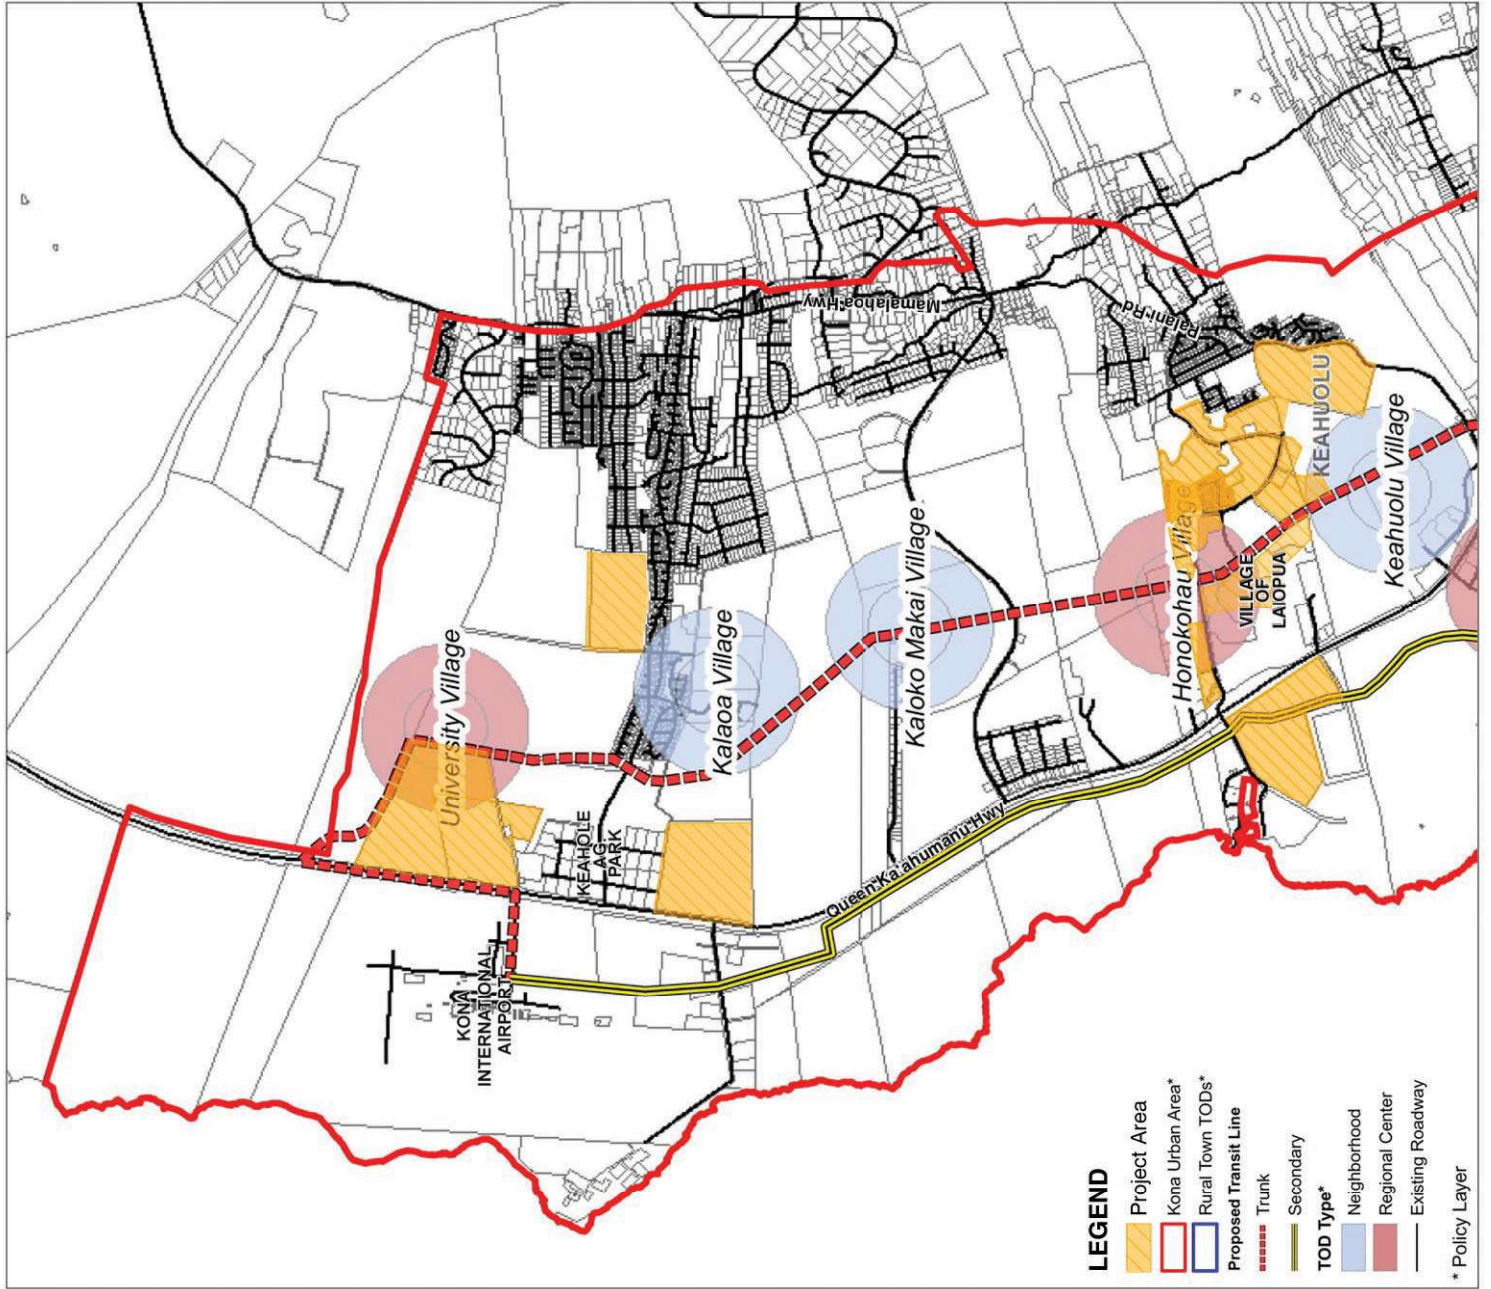 University Village
Kalaoa Village
Kaloko Makai Village
Honokohau Village
Keahuolu Village
KEAHUOLU
VILLAGE
OF
LAIOPUA
KEAHOLE
AG
PARK
KONA
INTERNATIONAL
AIRPORT
Mamalahoa Hwy
Palani Rd
Queen Ka'ahumanu Hwy
LEGEND
Project Area
Kona Urban Area*
Rural Town TODs*
Proposed Transit Line
Trunk
Secondary
TOD Type*
Neighborhood
Regional Center
Existing Roadway
* Policy Layer